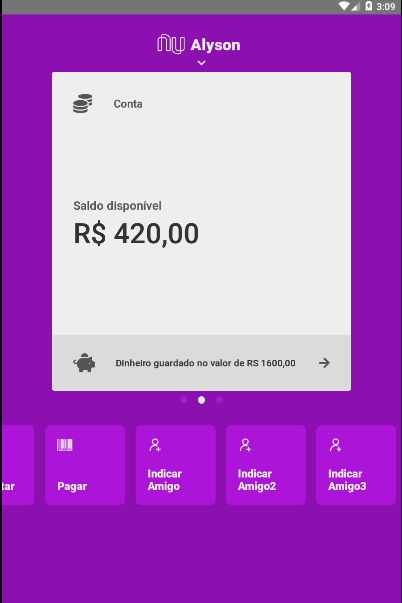 3:09
nu Alyson
Conta
Saldo disponível
R$ 420,00
Dinheiro guardado no valor de RS 1600,00
tar
Pagar
Indicar
Amigo
Indicar
Amigo2
Indicar
Amigo3